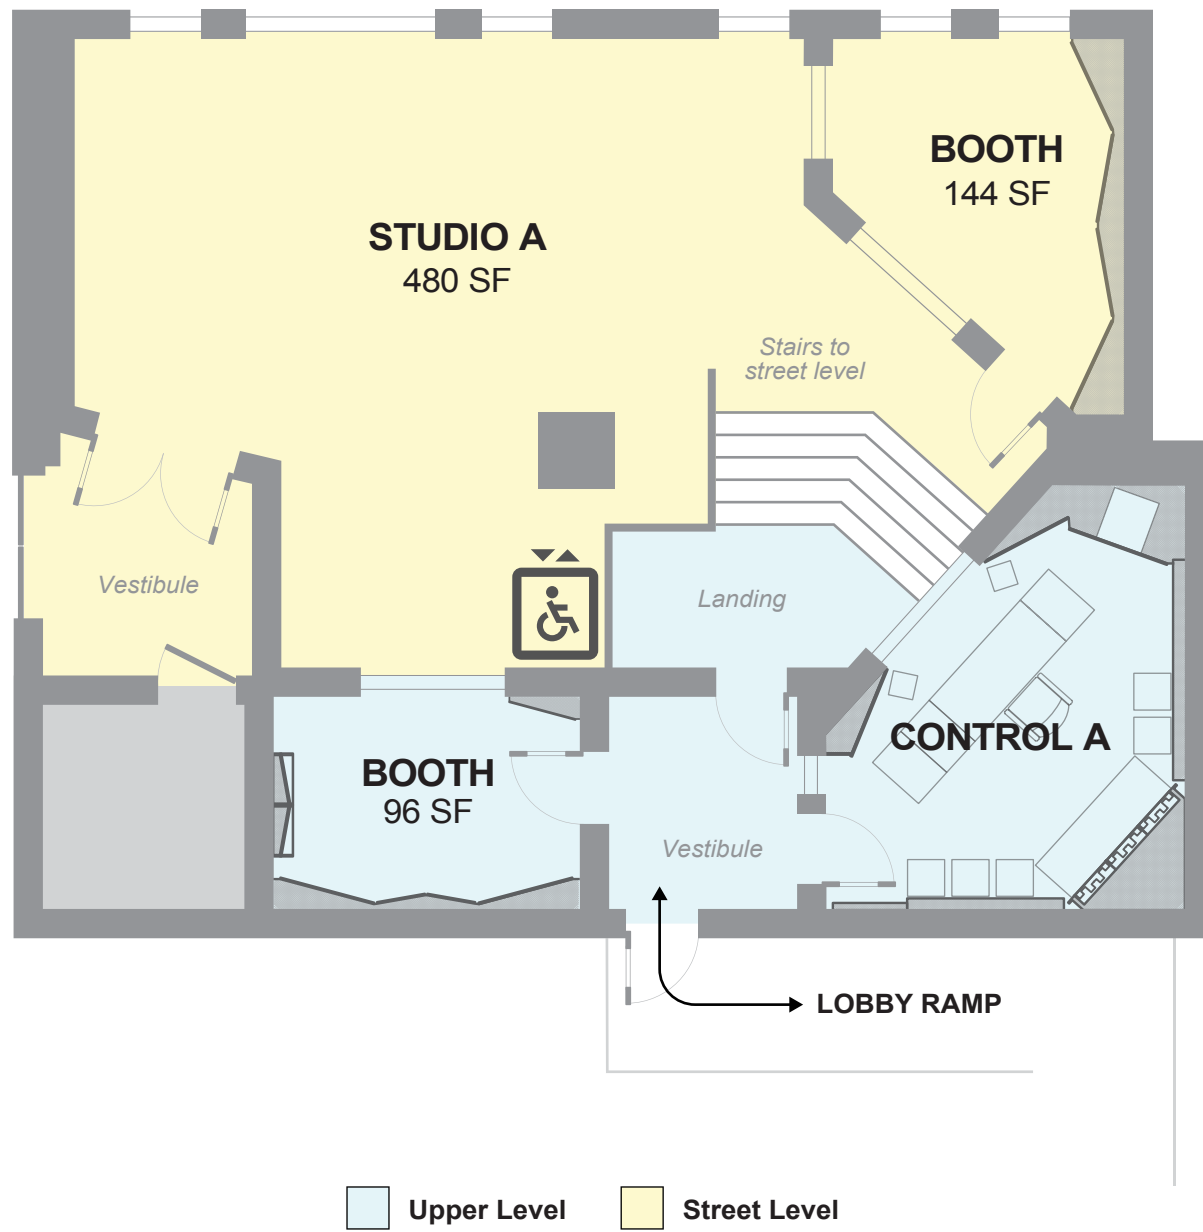 BOOTH
144 SF
STUDIO A
480 SF
Stairs to
street level
Vestibule
Landing
CONTROL A
BOOTH
96 SF
Vestibule
LOBBY RAMP
Upper Level
Street Level